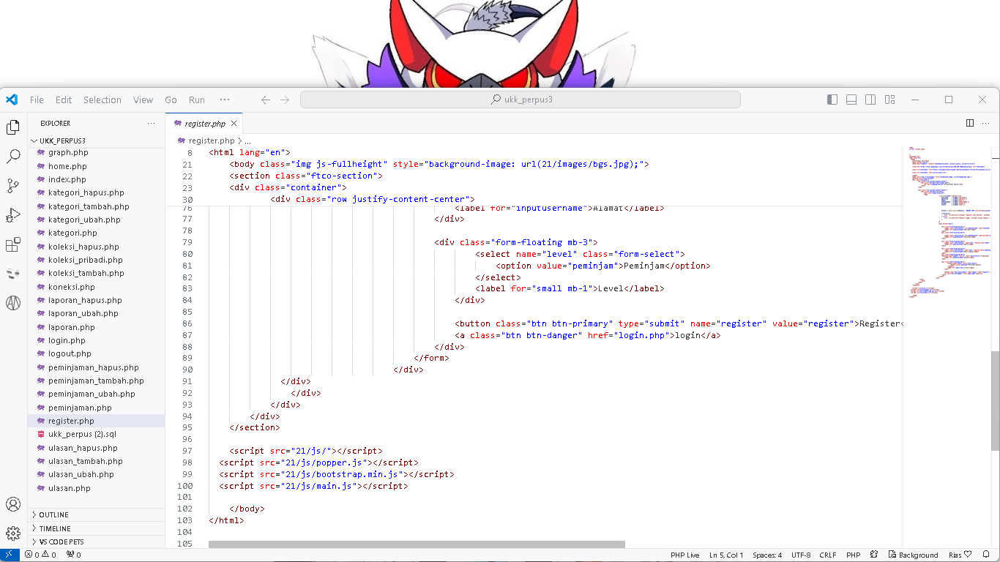 File Edit Selection View Go Run ··· ukk_perpus3
EXPLORER ···
UKK_PERPUS3
graph.php
home.php
index.php
kategori_hapus.php
kategori_tambah.php
kategori_ubah.php
kategori.php
koleksi_hapus.php
koleksi_pribadi.php
koleksi_tambah.php
koneksi.php
laporan_hapus.php
laporan_ubah.php
laporan.php
login.php
logout.php
peminjaman_hapus.php
peminjaman_tambah.php
peminjaman_ubah.php
peminjaman.php
register.php
ukk_perpus (2).sql
ulasan_hapus.php
ulasan_tambah.php
ulasan_ubah.php
ulasan.php
OUTLINE
TIMELINE
VS CODE PETS
register.php
register.php > ...
8 <html lang="en">
21 <body class="img js-fullheight" style="background-image: url(21/images/bgs.jpg);">
22 <section class="ftco-section">
23 <div class="container">
30 <div class="row justify-content-center">
76 <label for="inputusername">Alamat</label>
77 </div>
78
79 <div class="form-floating mb-3">
80 <select name="level" class="form-select">
81 <option value="peminjam">Peminjam</option>
82 </select>
83 <label for="small mb-1">Level</label>
84 </div>
85
86 <button class="btn btn-primary" type="submit" name="register" value="register">Register<
87 <a class="btn btn-danger" href="login.php">login</a>
88 </div>
89 </form>
90 </div>
91 </div>
92 </div>
93 </div>
94 </div>
95 </section>
96
97 <script src="21/js/"></script>
98 <script src="21/js/popper.js"></script>
99 <script src="21/js/bootstrap.min.js"></script>
100 <script src="21/js/main.js"></script>
101
102 </body>
103 </html>
104
105
0 0 0 PHP Live Ln 5, Col 1 Spaces: 4 UTF-8 CRLF PHP Background Rias